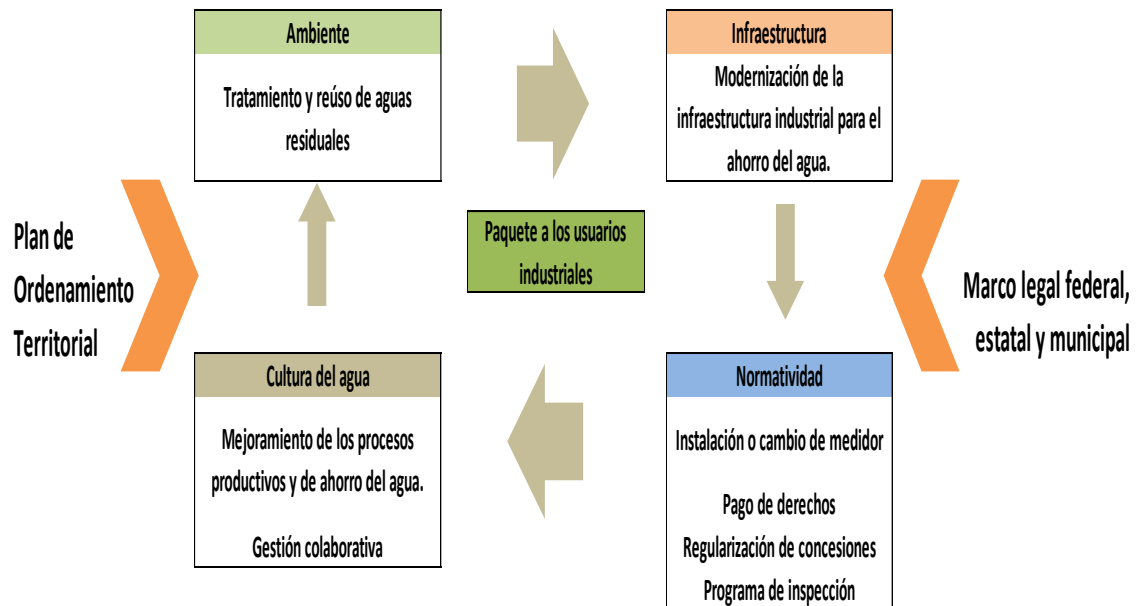 Ambiente
Tratamiento y reúso de aguas
residuales
Infraestructura
Modernización de la
infraestructura industrial para el
ahorro del agua.
Plan de
Ordenamiento
Territorial
Paquete a los usuarios
industriales
Marco legal federal,
estatal y municipal
Cultura del agua
Mejoramiento de los procesos
productivos y de ahorro del agua.
Gestión colaborativa
Normatividad
Instalación o cambio de medidor
Pago de derechos
Regularización de concesiones
Programa de inspección